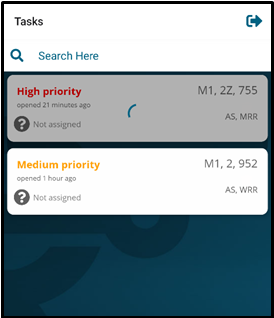 Tasks
Search Here
High priority M1, 2Z, 755
opened 21 minutes ago
AS, MRR
? Not assigned
Medium priority M1, 2, 952
opened 1 hour ago
AS, WRR
? Not assigned